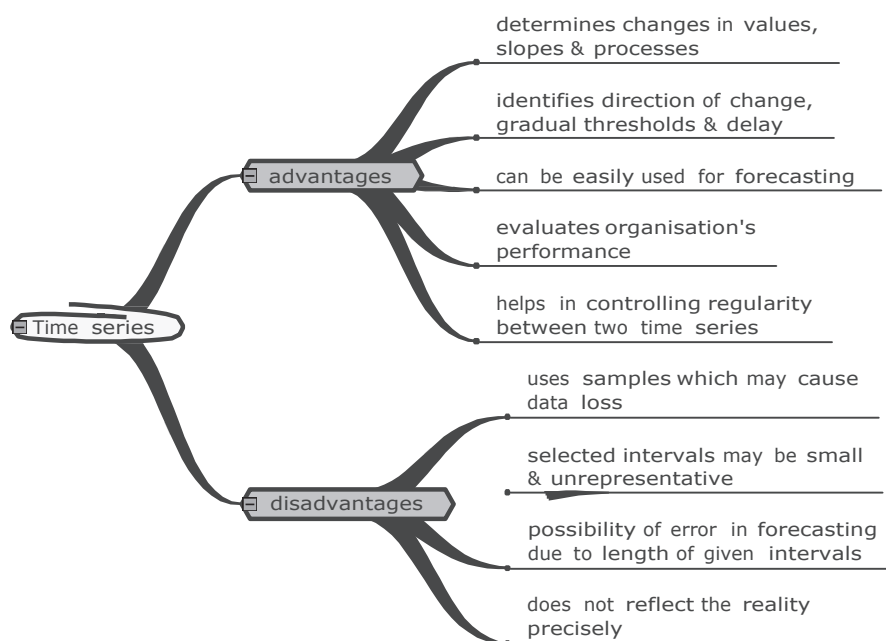 determines changes in values,
slopes & processes
identifies direction of change,
gradual thresholds & delay
advantages
can be easily used for forecasting
evaluates organisation's
performance
helps in controlling regularity
between two time series
Time series
uses samples which may cause
data loss
selected intervals may be small
& unrepresentative
disadvantages
possibility of error in forecasting
due to length of given intervals
does not reflect the reality
precisely